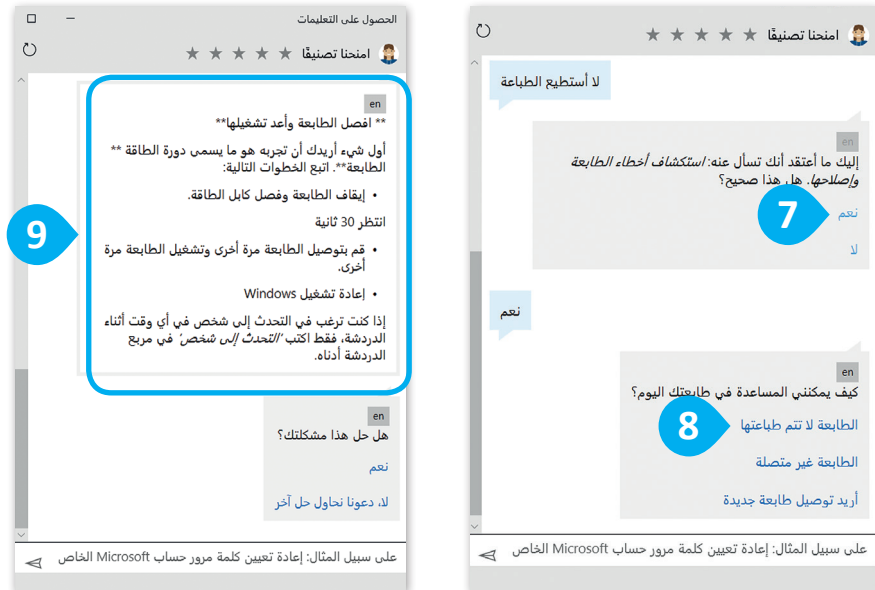 امنحنا تصنيفًا
لا أستطيع الطباعة
en
إليك ما أعتقد أنك تسأل عنه: استكشاف أخطاء الطابعة
وإصلاحها. هل هذا صحيح؟
نعم
7
لا
نعم
en
كيف يمكنني المساعدة في طابعتك اليوم؟
الطابعة لا تتم طباعتها
8
الطابعة غير متصلة
أريد توصيل طابعة جديدة
على سبيل المثال: إعادة تعيين كلمة مرور حساب Microsoft الخاص
الحصول على التعليمات
امنحنا تصنيفًا
en
** افصل الطابعة وأعد تشغيلها**
أول شيء أريدك أن تجربه هو ما يسمى دورة الطاقة **
الطابعة**. اتبع الخطوات التالية:
• إيقاف الطابعة وفصل كابل الطاقة.
9
انتظر 30 ثانية
• قم بتوصيل الطابعة مرة أخرى وتشغيل الطابعة مرة
أخرى.
• إعادة تشغيل Windows
إذا كنت ترغب في التحدث إلى شخص في أي وقت أثناء
الدردشة، فقط اكتب 'التحدث إلى شخص' في مربع
الدردشة أدناه.
en
هل حل هذا مشكلتك؟
نعم
لا، دعونا نحاول حل آخر
على سبيل المثال: إعادة تعيين كلمة مرور حساب Microsoft الخاص